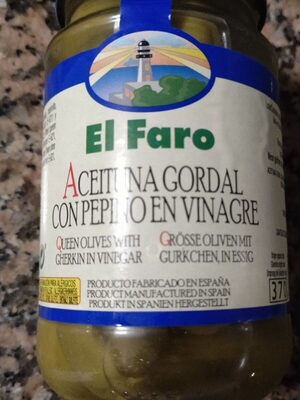 El Faro
ACEITUNA GORDAL
CON PEPINO EN VINAGRE
QUEEN OLIVES WITH
GHERKIN IN VINEGAR
GRÖSSE OLIVEN MIT
GURKCHEN, IN ESSIG
PRODUCTO FABRICADO EN ESPAÑA
PRODUCT MANUFACTURED IN SPAIN
PRODUKT IN SPANIEN HERGESTELLT
37